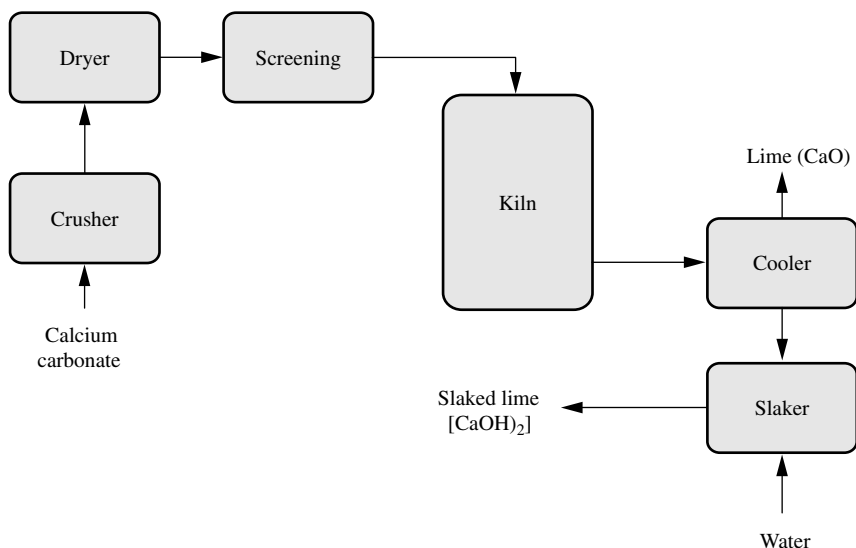 Dryer
Screening
Crusher
Calcium
carbonate
Kiln
Lime (CaO)
Cooler
Slaker
Slaked lime
[CaOH)₂]
Water